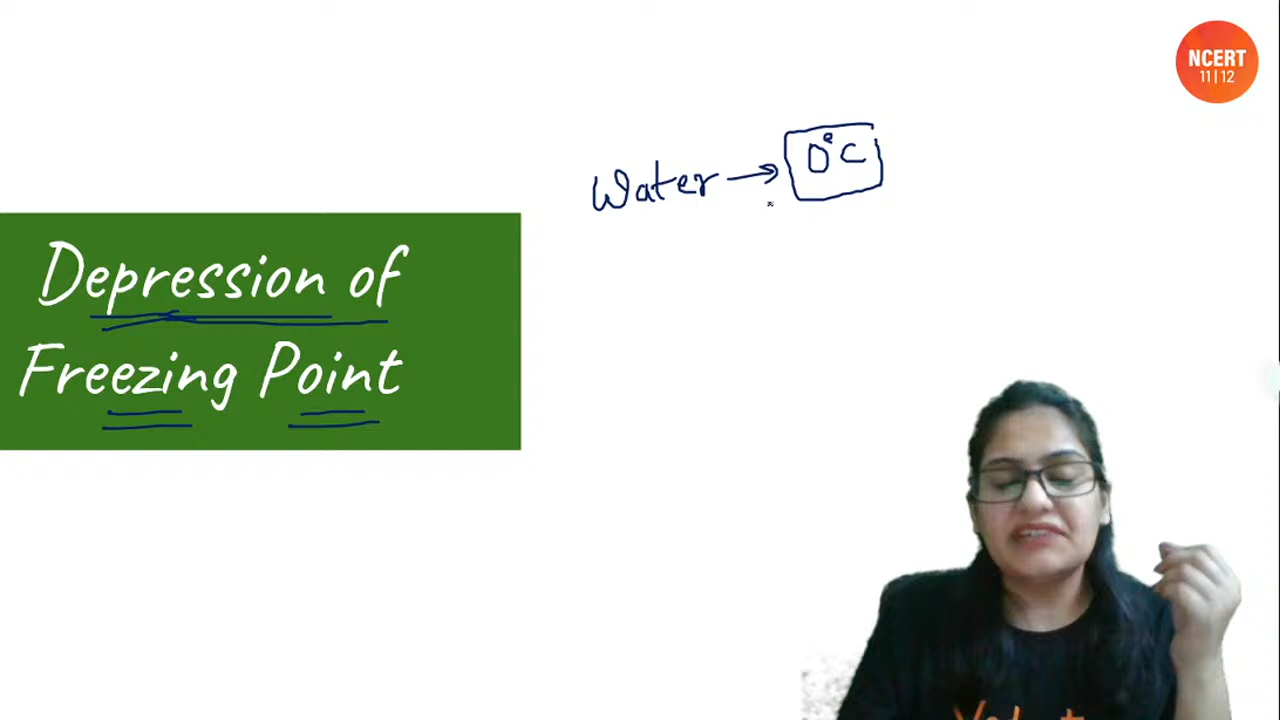 NCERT
11|12
Water → 0°C
Depression of
Freezing Point